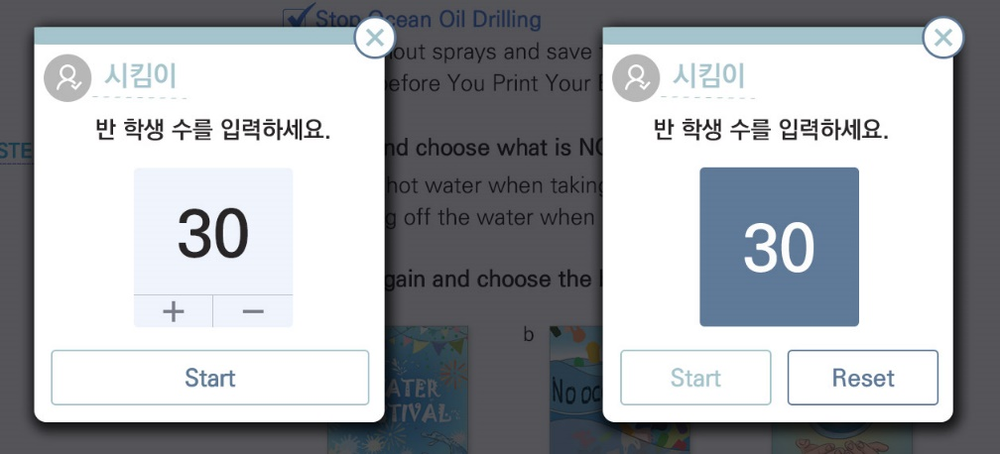 Stop Ocean Oil Drilling
out sprays and save
efore You Print Your
시킴이
반 학생 수를 입력하세요.
30
+ −
Start
시킴이
반 학생 수를 입력하세요.
30
Start Reset
STE
nd choose what is NO
hot water when taking
g off the water when
gain and choose the
b
WATER
TIVAL
No oc